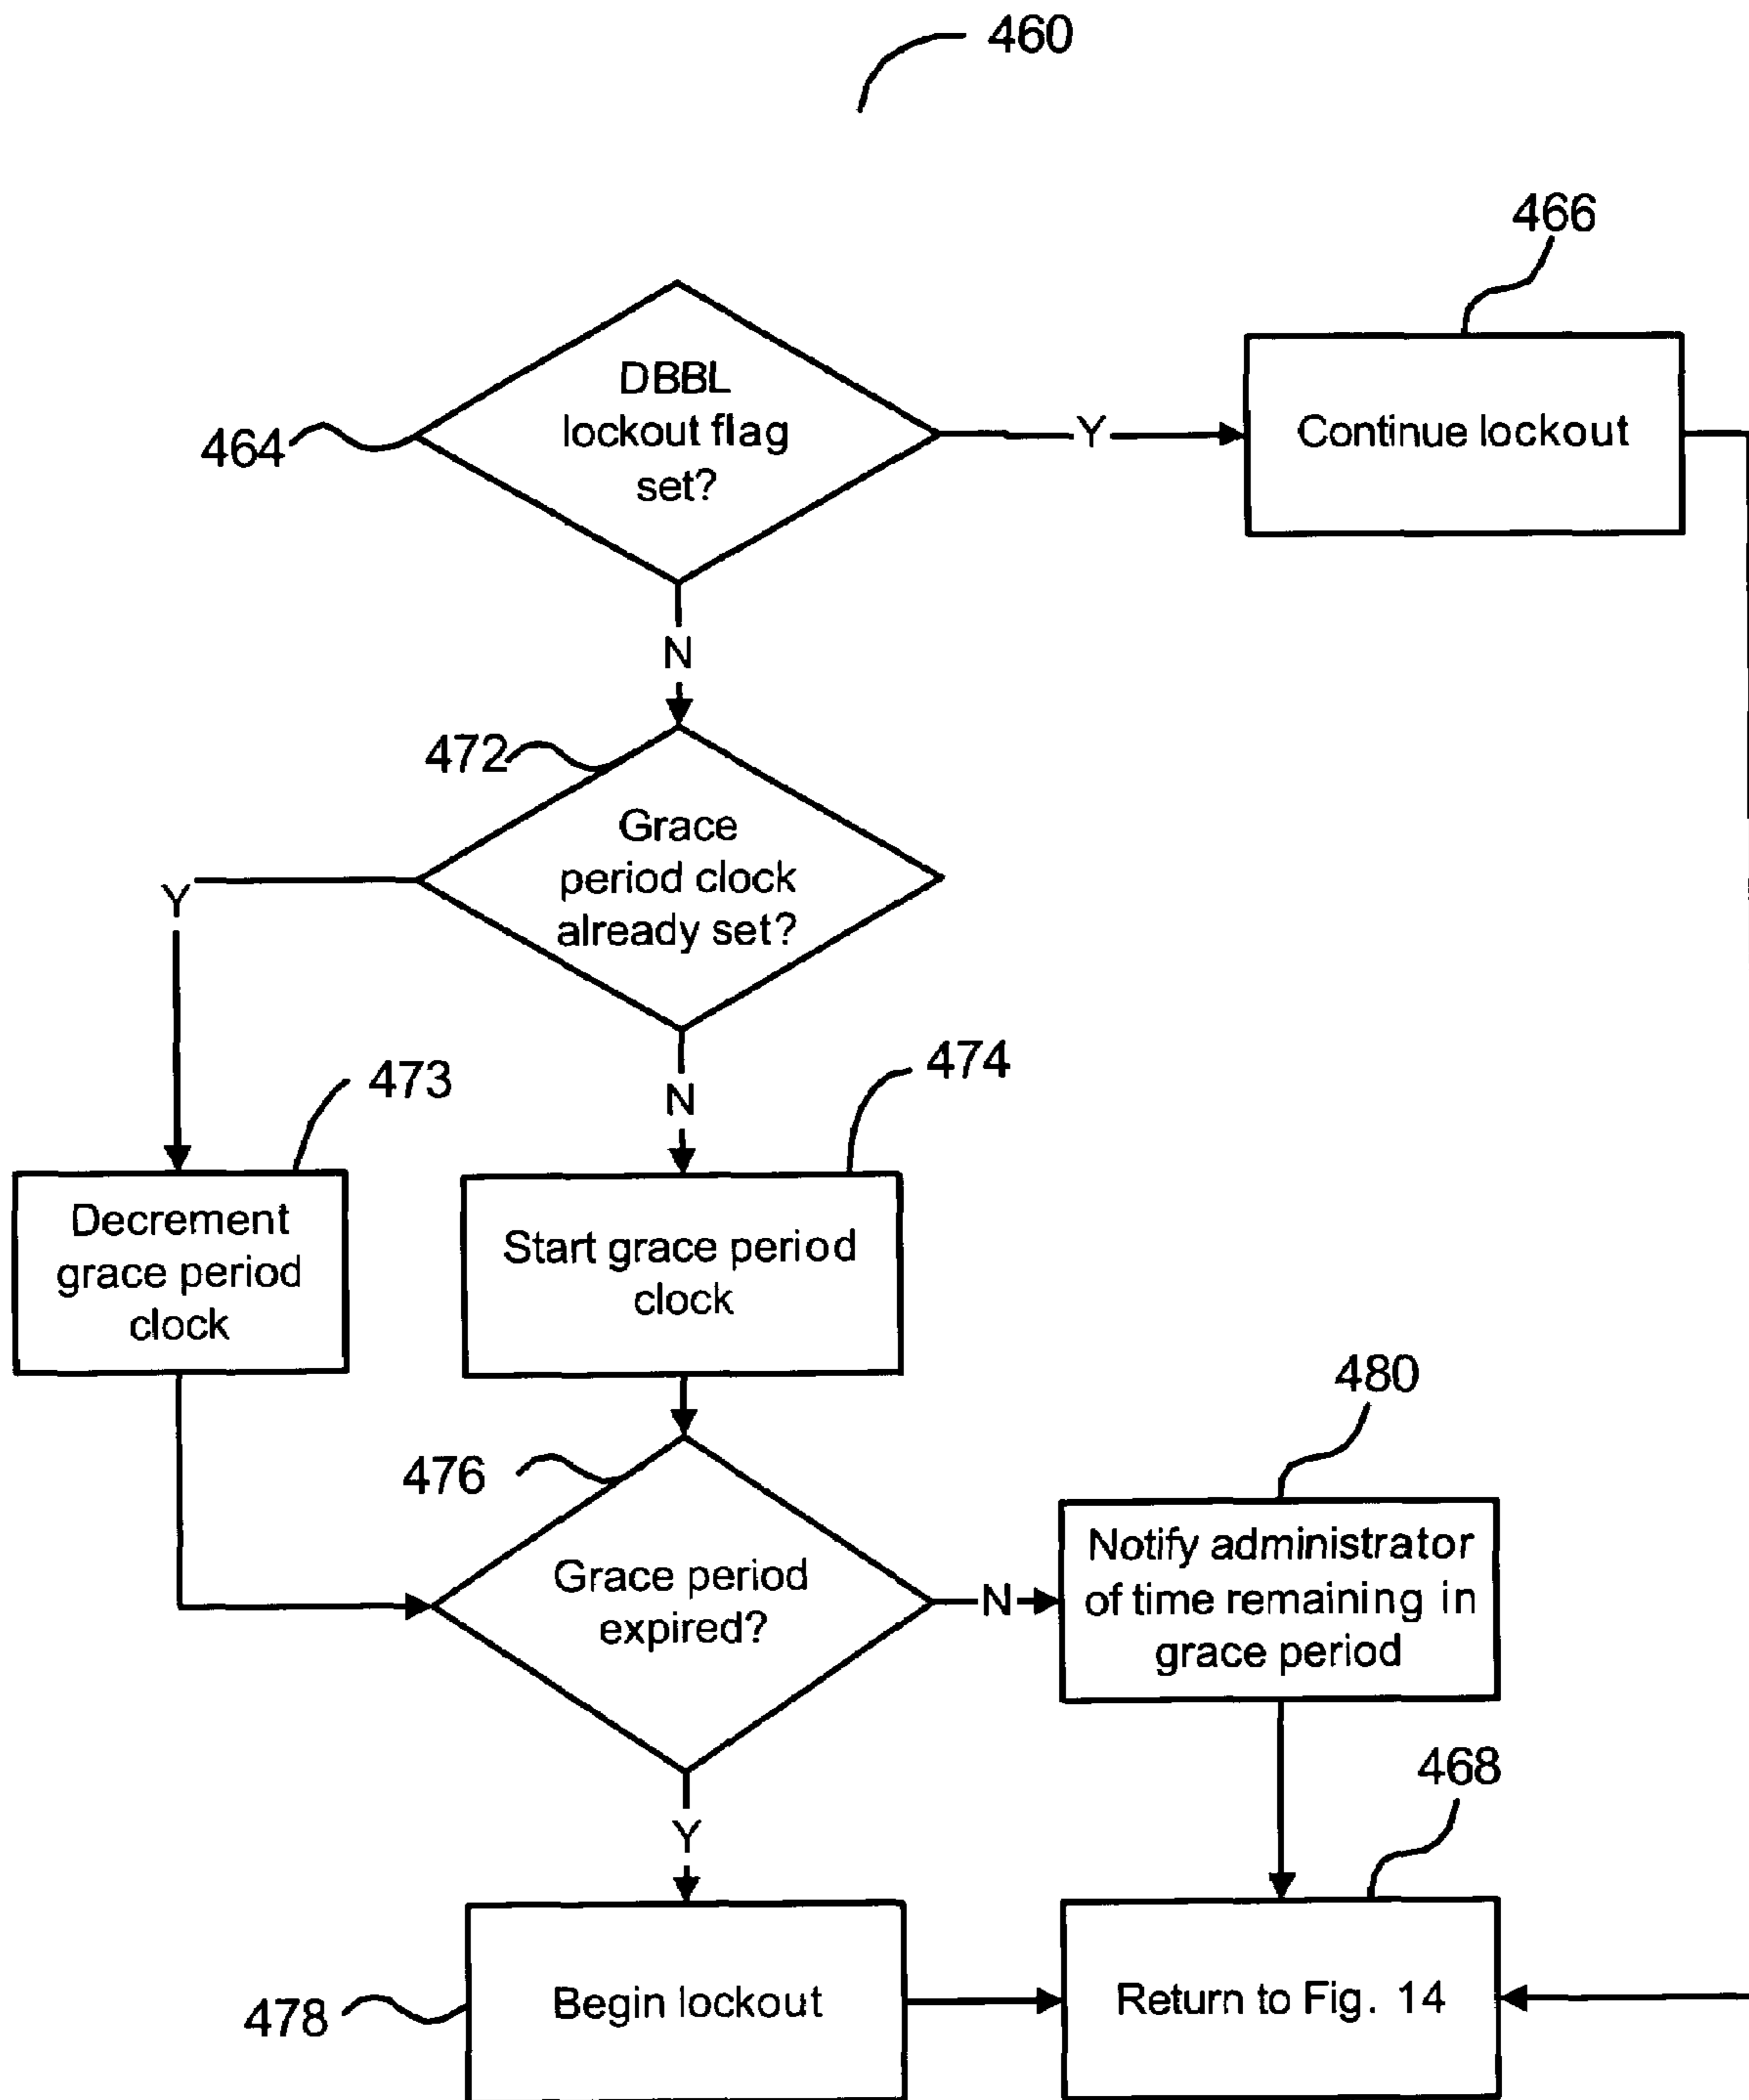 460
466
DBBL
lockout flag
set?
464
Y
Continue lockout
N
472
Grace
period clock
already set?
Y
N
473
474
Decrement
grace period
clock
Start grace period
clock
480
476
Grace period
expired?
N
Notify administrator
of time remaining in
grace period
468
Y
478
Begin lockout
Return to Fig. 14